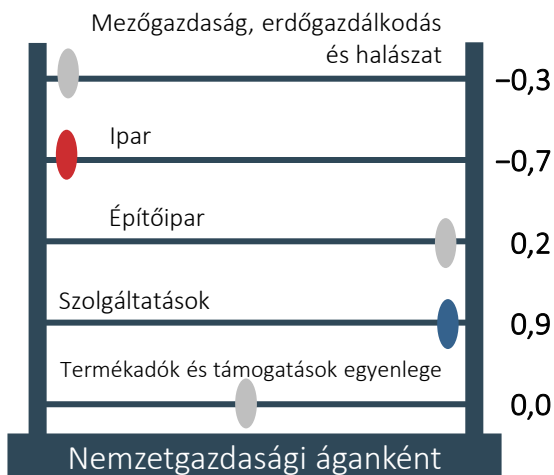 Mezőgazdaság, erdőgazdálkodás
és halászat
−0,3
Ipar
−0,7
Építőipar
0,2
Szolgáltatások
0,9
Termékadók és támogatások egyenlege
0,0
Nemzetgazdasági áganként